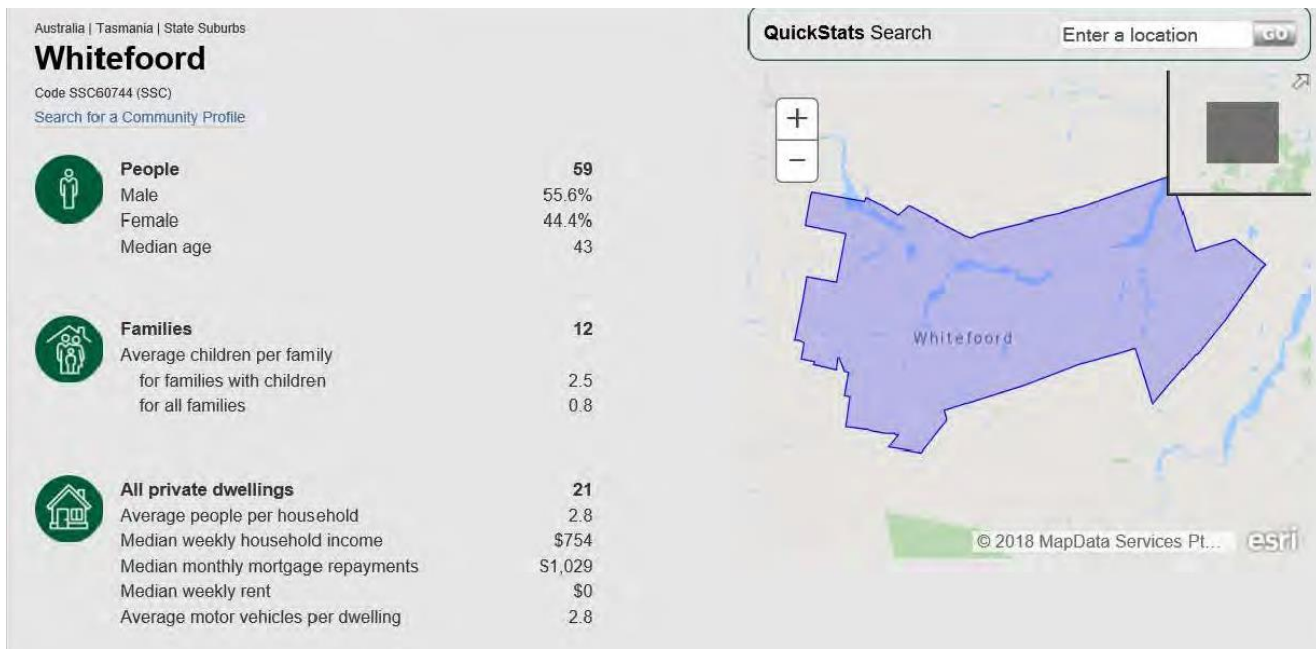 Australia | Tasmania | State Suburbs
Whitefoord
Code SSC60744 (SSC)
Search for a Community Profile
People 59
Male 55.6%
Female 44.4%
Median age 43
Families 12
Average children per family
for families with children 2.5
for all families 0.8
All private dwellings 21
Average people per household 2.8
Median weekly household income $754
Median monthly mortgage repayments $1,029
Median weekly rent $0
Average motor vehicles per dwelling 2.8
QuickStats Search Enter a location GO
+
−
Whitefoord
© 2018 MapData Services Pt... esri